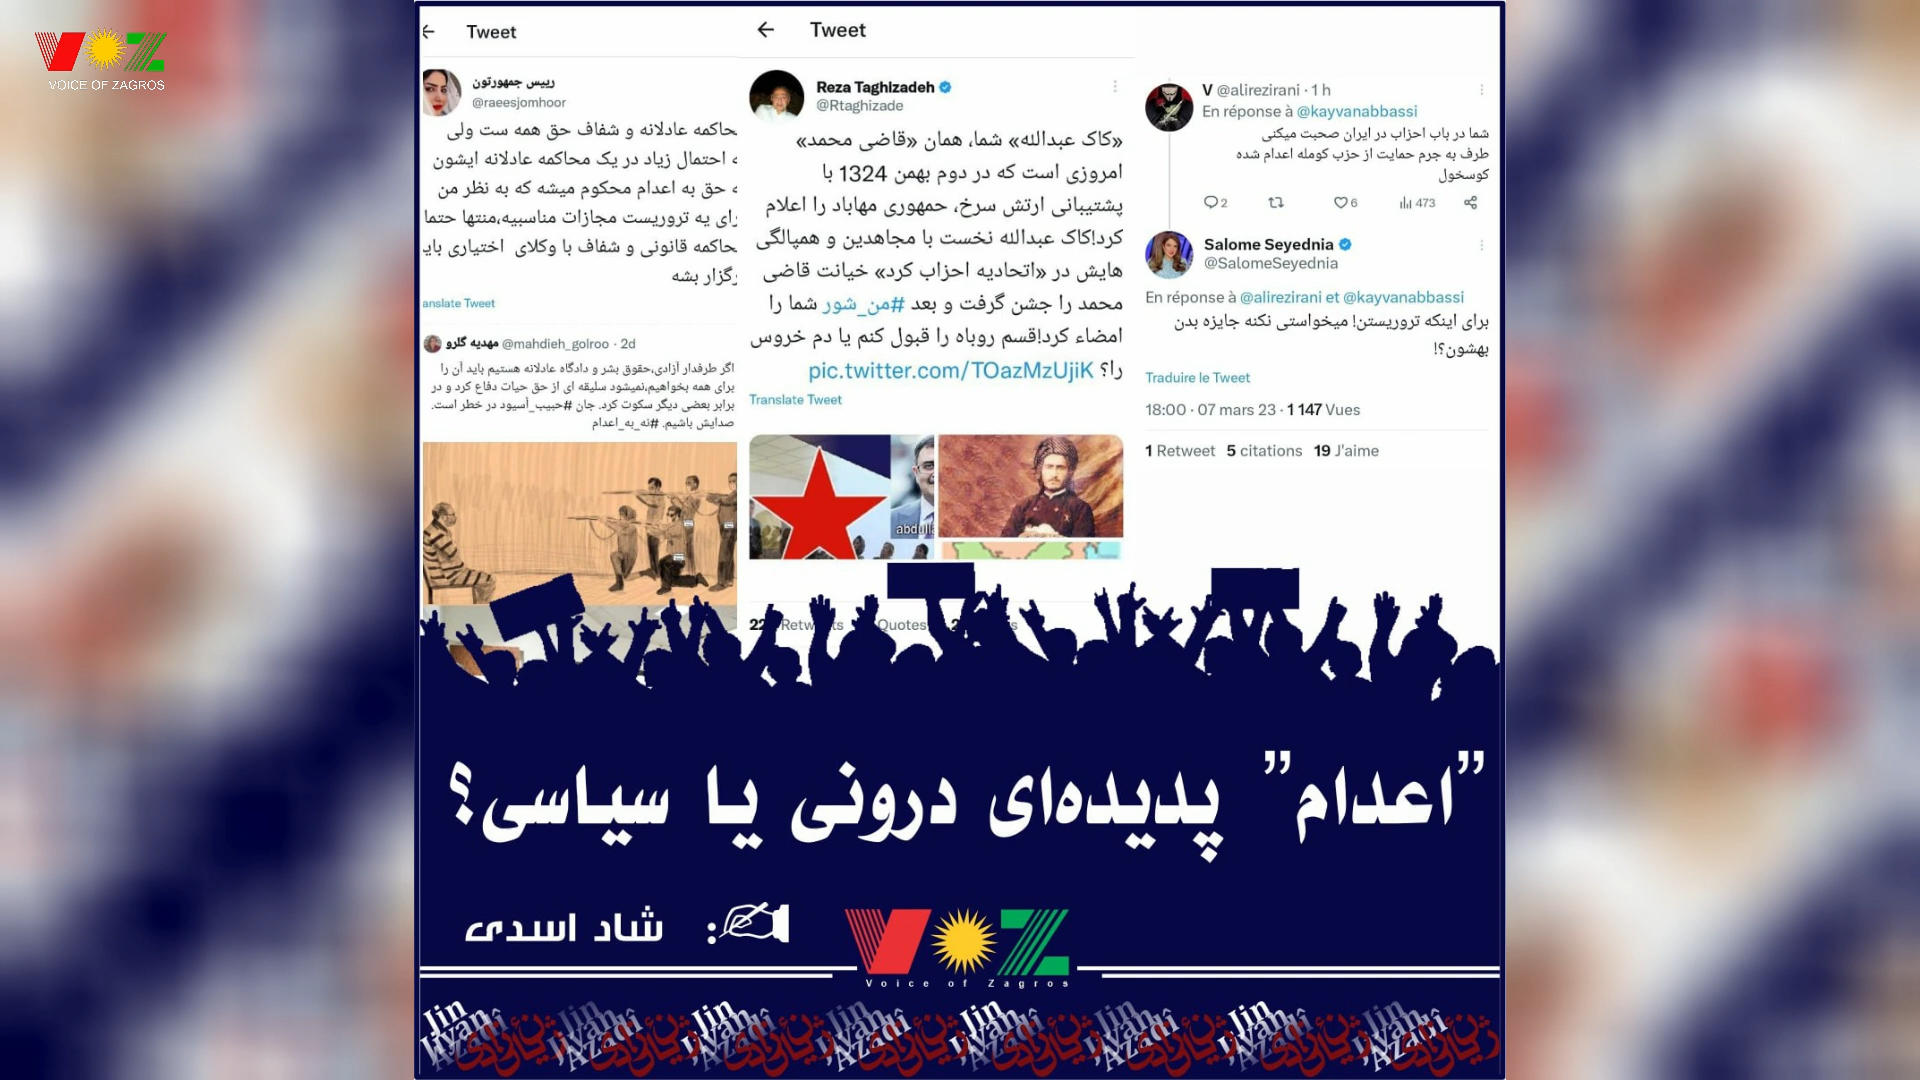 VOZ
VOICE OF ZAGROS
Tweet
رییس جمهورتون
@raeesjomhoor
حاکمه عادلانه و شفاف حق همه ست ولی
ه احتمال زیاد در یک محاکمه عادلانه ایشون
ه حق به اعدام محکوم میشه که به نظر من
رای یه تروریست مجازات مناسبیه،منتها حتما
حاکمه قانونی و شفاف با وکلای اختیاری باید
رگزار بشه
anslate Tweet
مهدیه گلرو @mahdieh_golroo · 2d
اگر طرفدار آزادی،حقوق بشر و دادگاه عادلانه هستیم باید آن را
برای همه بخواهیم،نمیشود سلیقه ای از حق حیات دفاع کرد و در
برابر بعضی دیگر سکوت کرد. جان #حبیب_اسیود در خطر است.
صدایش باشیم. #نه_به_اعدام
Tweet
Reza Taghizadeh
@Rtaghizade
«کاک عبدالله» شما، همان «قاضی محمد»
امروزی است که در دوم بهمن 1324 با
پشتیبانی ارتش سرخ، جمهوری مهاباد را اعلام
کرد!کاک عبدالله نخست با مجاهدین و همپالگی
هایش در «اتحادیه احزاب کرد» خیانت قاضی
محمد را جشن گرفت و بعد #من_شور شما را
امضاء کرد!قسم روباه را قبول کنم یا دم خروس
را؟ pic.twitter.com/TOazMzUjiK
Translate Tweet
abdulla
22
Quotes
V @alirezirani · 1 h
En réponse à @kayvanabbassi
شما در باب احزاب در ایران صحبت میکنی
طرف به جرم حمایت از حزب کومله اعدام شده
کوسخول
2
6
473
Salome Seyednia
@SalomeSeyednia
En réponse à @alirezirani et @kayvanabbassi
برای اینکه تروریستن! میخواستی نکنه جایزه بدن
بهشون؟!
Traduire le Tweet
18:00 · 07 mars 23 · 1 147 Vues
1 Retweet 5 citations 19 J'aime
”اعدام” پدیده‌ای درونی یا سیاسی؟
: شاد اسدی
VOZ
Voice of Zagros
Jin Jiyan Azadî ژن ژیان ئازادی